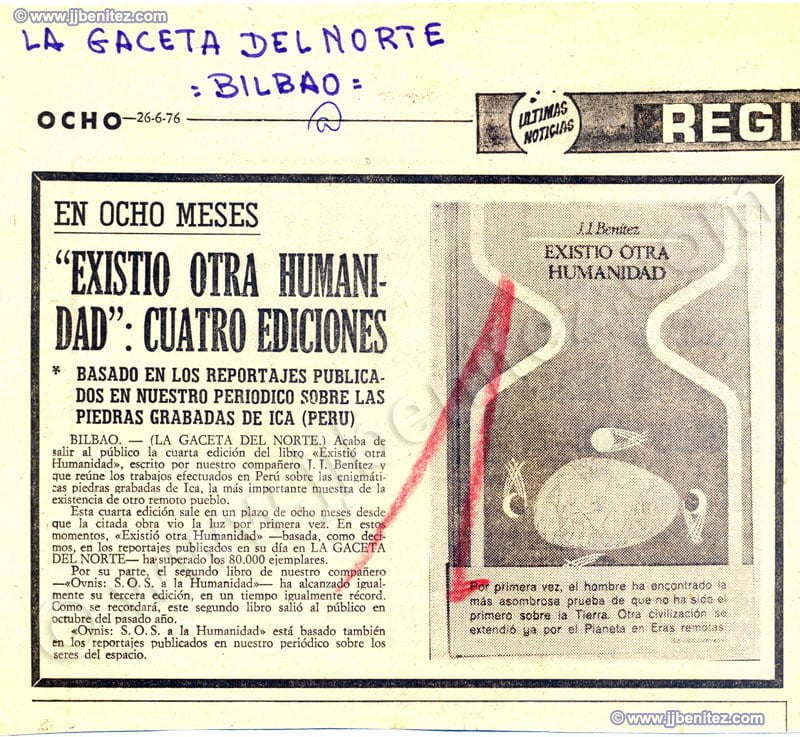 © www.jjbenitez.com
LA GACETA DEL NORTE
= BILBAO =
OCHO — 26-6-76
ULTIMAS
NOTICIAS
REGI
EN OCHO MESES
“EXISTIO OTRA HUMANI-
DAD”: CUATRO EDICIONES
* BASADO EN LOS REPORTAJES PUBLICA-
DOS EN NUESTRO PERIODICO SOBRE LAS
PIEDRAS GRABADAS DE ICA (PERU)
BILBAO. — (LA GACETA DEL NORTE.) Acaba de
salir al público la cuarta edición del libro «Existió otra
Humanidad», escrito por nuestro compañero J. J. Benítez y
que reúne los trabajos efectuados en Perú sobre las enigmáti-
cas piedras grabadas de Ica, la más importante muestra de la
existencia de otro remoto pueblo.
Esta cuarta edición sale en un plazo de ocho meses desde
que la citada obra vio la luz por primera vez. En estos
momentos, «Existió otra Humanidad» —basada, como deci-
mos, en los reportajes publicados en su día en LA GACETA
DEL NORTE— ha superado los 80.000 ejemplares.
Por su parte, el segundo libro de nuestro compañero
—«Ovnis: S. O. S. a la Humanidad»— ha alcanzado igual-
mente su tercera edición, en un tiempo igualmente récord.
Como se recordará, este segundo libro salió al público en
octubre del pasado año.
«Ovnis: S. O. S. a la Humanidad» está basado también
en los reportajes publicados en nuestro periódico sobre los
seres del espacio.
J.J. Benítez
EXISTIO OTRA
HUMANIDAD
Por primera vez, el hombre ha encontrado la
más asombrosa prueba de que no ha sido el
primero sobre la Tierra. Otra civilización se
extendió ya por el Planeta en Eras remotas
© www.jjbenitez.com